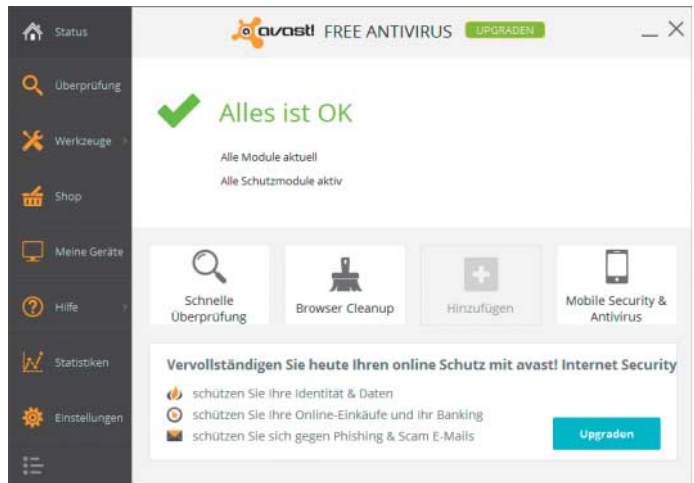 Status
avast! FREE ANTIVIRUS UPGRADEN
Überprüfung
Werkzeuge
Shop
Meine Geräte
Hilfe
Statistiken
Einstellungen
Alles ist OK
Alle Module aktuell
Alle Schutzmodule aktiv
Schnelle
Überprüfung
Browser Cleanup
Hinzufügen
Mobile Security &
Antivirus
Vervollständigen Sie heute Ihren online Schutz mit avast! Internet Security
schützen Sie Ihre Identität & Daten
schützen Sie Ihre Online-Einkäufe und Ihr Banking
schützen Sie sich gegen Phishing & Scam E-Mails
Upgraden